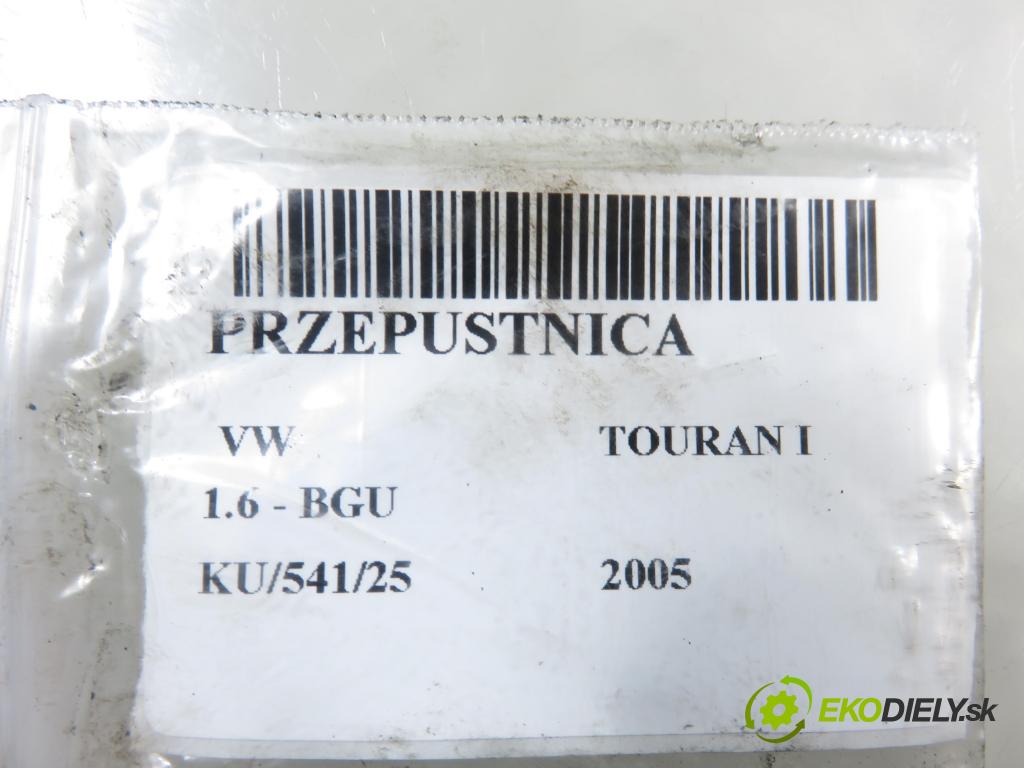 PRZEPUSTNICA
VW TOURAN I
1.6 - BGU
KU/541/25 2005
EKODIELY.sk